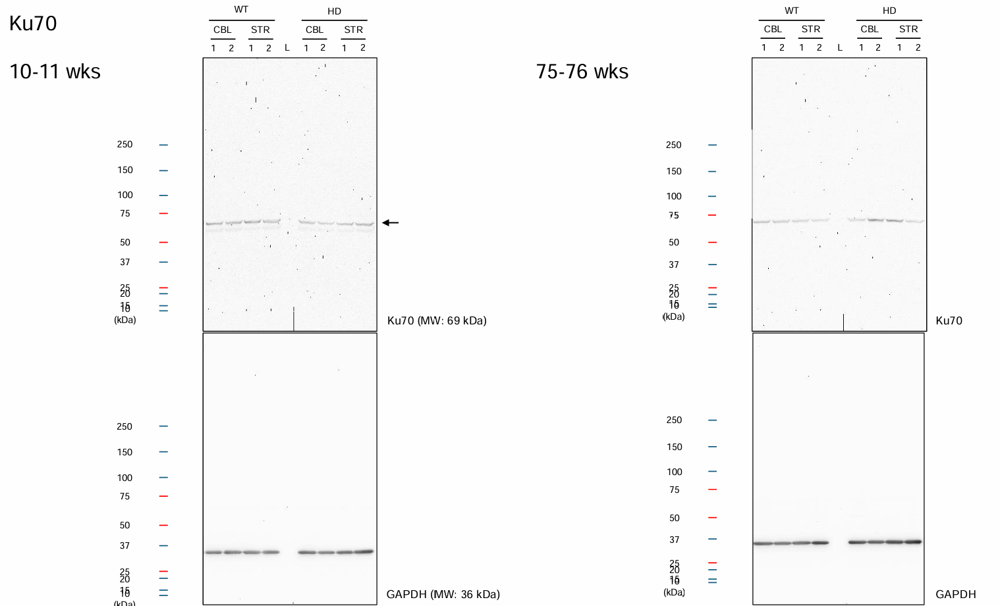 Ku70
10-11 wks
WT HD
CBL STR CBL STR
1 2 1 2 L 1 2 1 2
250
150
100
75
50
37
25
20
15
10
(kDa)
Ku70 (MW: 69 kDa)
250
150
100
75
50
37
25
20
15
10
(kDa)
GAPDH (MW: 36 kDa)
75-76 wks
WT HD
CBL STR CBL STR
1 2 1 2 L 1 2 1 2
250
150
100
75
50
37
25
20
15
10
(kDa)
Ku70
250
150
100
75
50
37
25
20
15
10
(kDa)
GAPDH